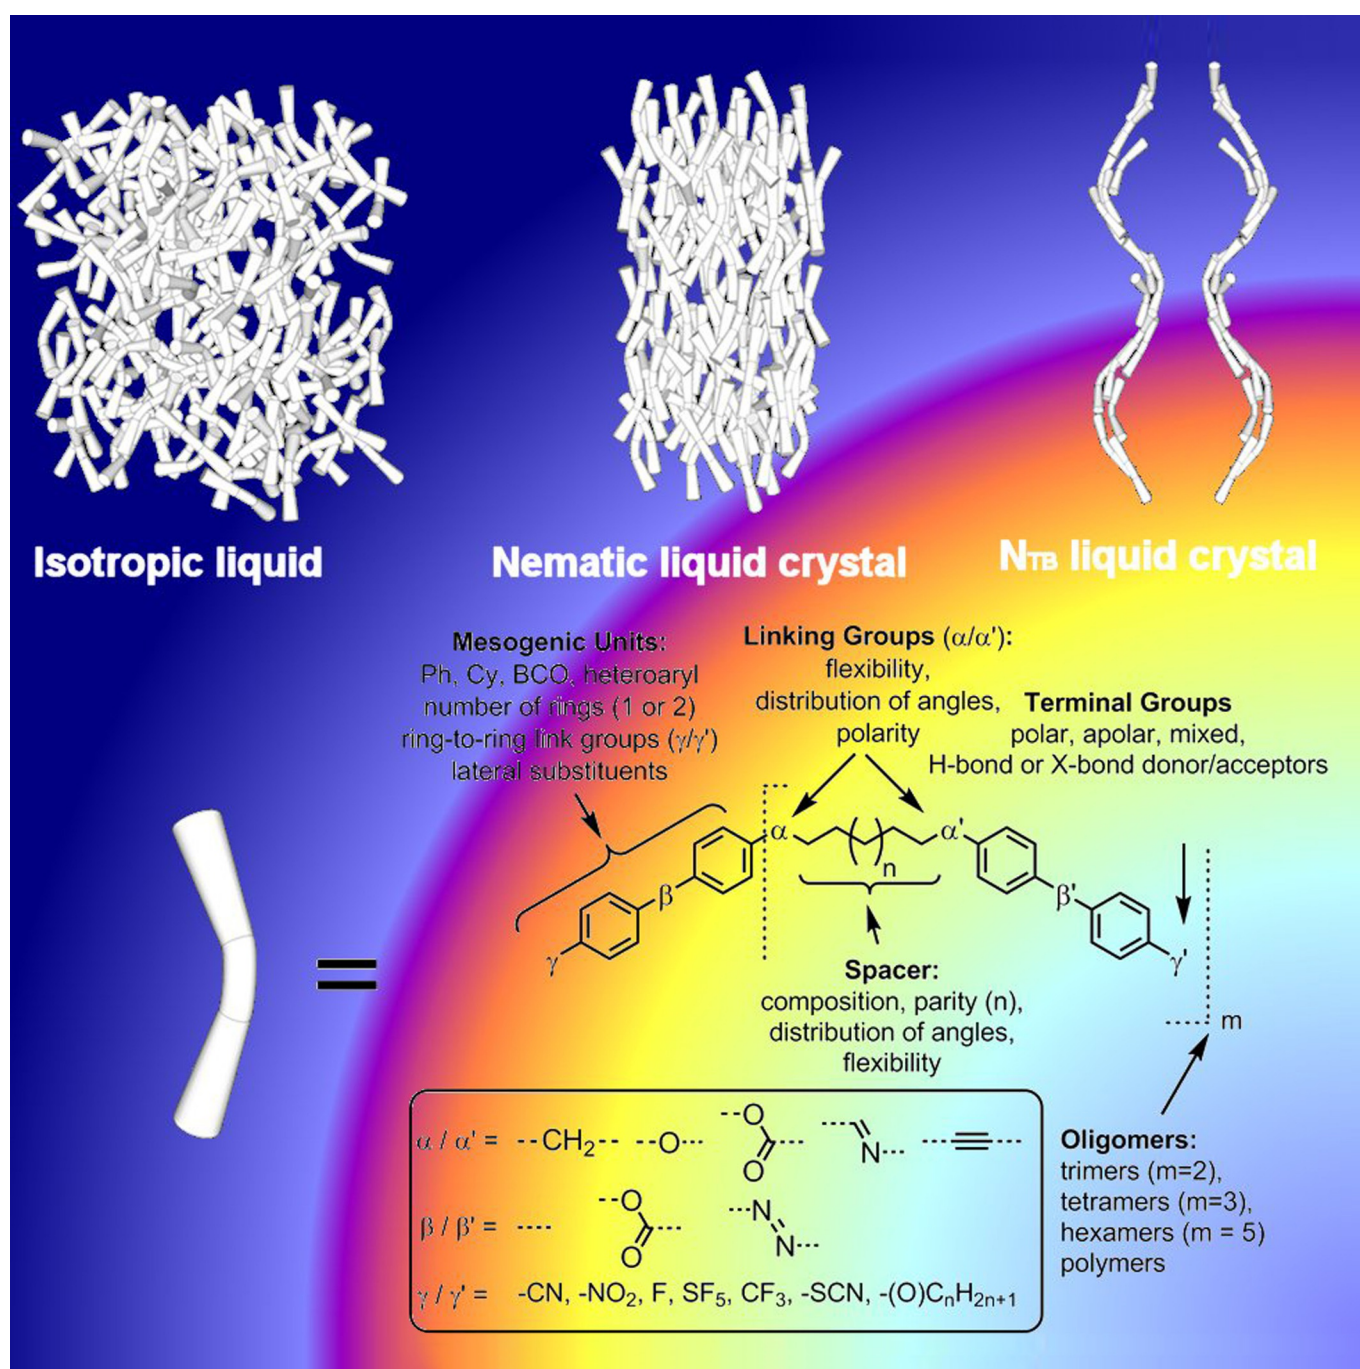 Isotropic liquid
Nematic liquid crystal
NTB liquid crystal
Mesogenic Units:
Ph, Cy, BCO, heteroaryl
number of rings (1 or 2)
ring-to-ring link groups (γ/γ')
lateral substituents
Linking Groups (α/α'):
flexibility,
distribution of angles,
polarity
Terminal Groups
polar, apolar, mixed,
H-bond or X-bond donor/acceptors
α
α'
n
β
β'
γ
γ'
m
=
Spacer:
composition, parity (n),
distribution of angles,
flexibility
Oligomers:
trimers (m=2),
tetramers (m=3),
hexamers (m = 5)
polymers
α / α' = --CH₂-- --O--- --O O --- ---N--- ---≡---
β / β' = ---- --O O --- ---N N---
γ / γ' = -CN, -NO₂, F, SF₅, CF₃, -SCN, -(O)CₙH₂ₙ₊₁